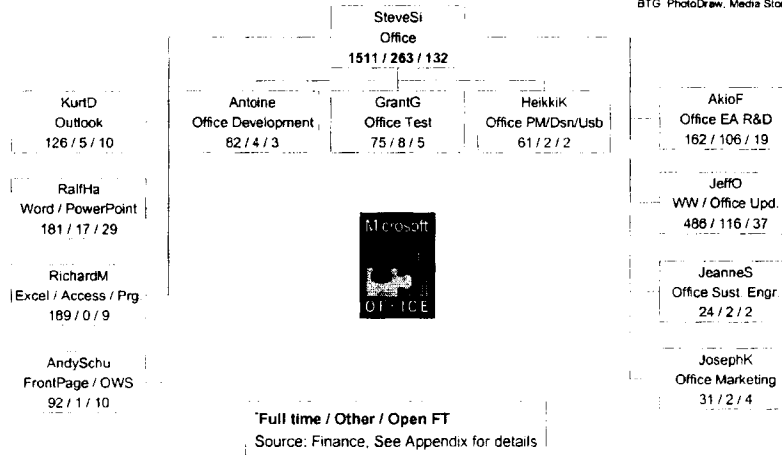 BTG PhotoDraw, Media Stor
SteveSi
Office
1511 / 263 / 132
KurtD
Outlook
126 / 5 / 10
Antoine
Office Development
82 / 4 / 3
GrantG
Office Test
75 / 8 / 5
HeikkiK
Office PM/Dsn/Usb
61 / 2 / 2
AkioF
Office EA R&D
162 / 106 / 19
RalfHa
Word / PowerPoint
181 / 17 / 29
JeffO
WW / Office Upd.
486 / 116 / 37
Microsoft
OFFICE
RichardM
Excel / Access / Prg.
189 / 0 / 9
JeanneS
Office Sust. Engr.
24 / 2 / 2
AndySchu
FrontPage / OWS
92 / 1 / 10
JosephK
Office Marketing
31 / 2 / 4
Full time / Other / Open FT
Source: Finance, See Appendix for details